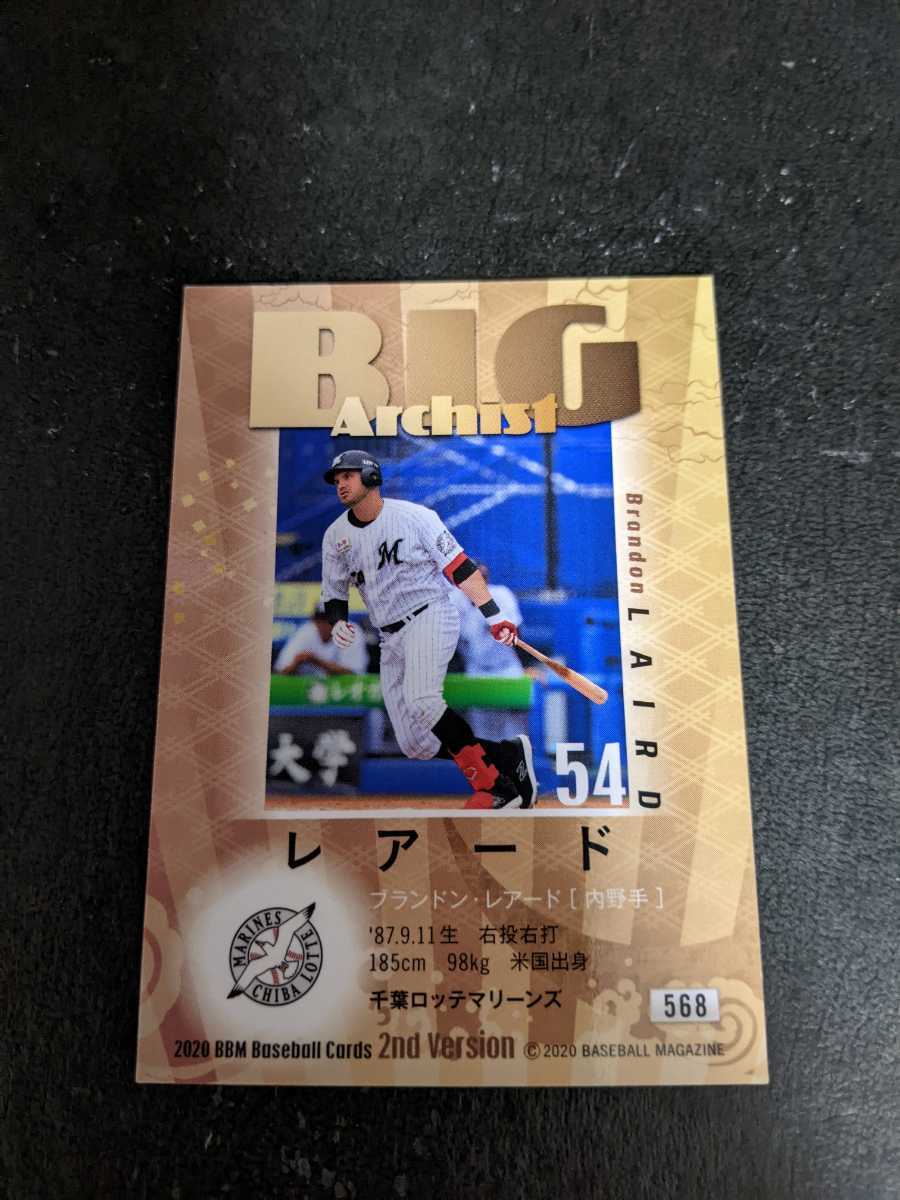 BIG
Archist
Brandon LAIRD
M
大学
54
レアード
ブランドン・レアード [ 内野手 ]
'87.9.11生 右投右打
185cm 98kg 米国出身
千葉ロッテマリーンズ
MARINES
CHIBA LOTTE
568
2020 BBM Baseball Cards 2nd Version ©2020 BASEBALL MAGAZINE